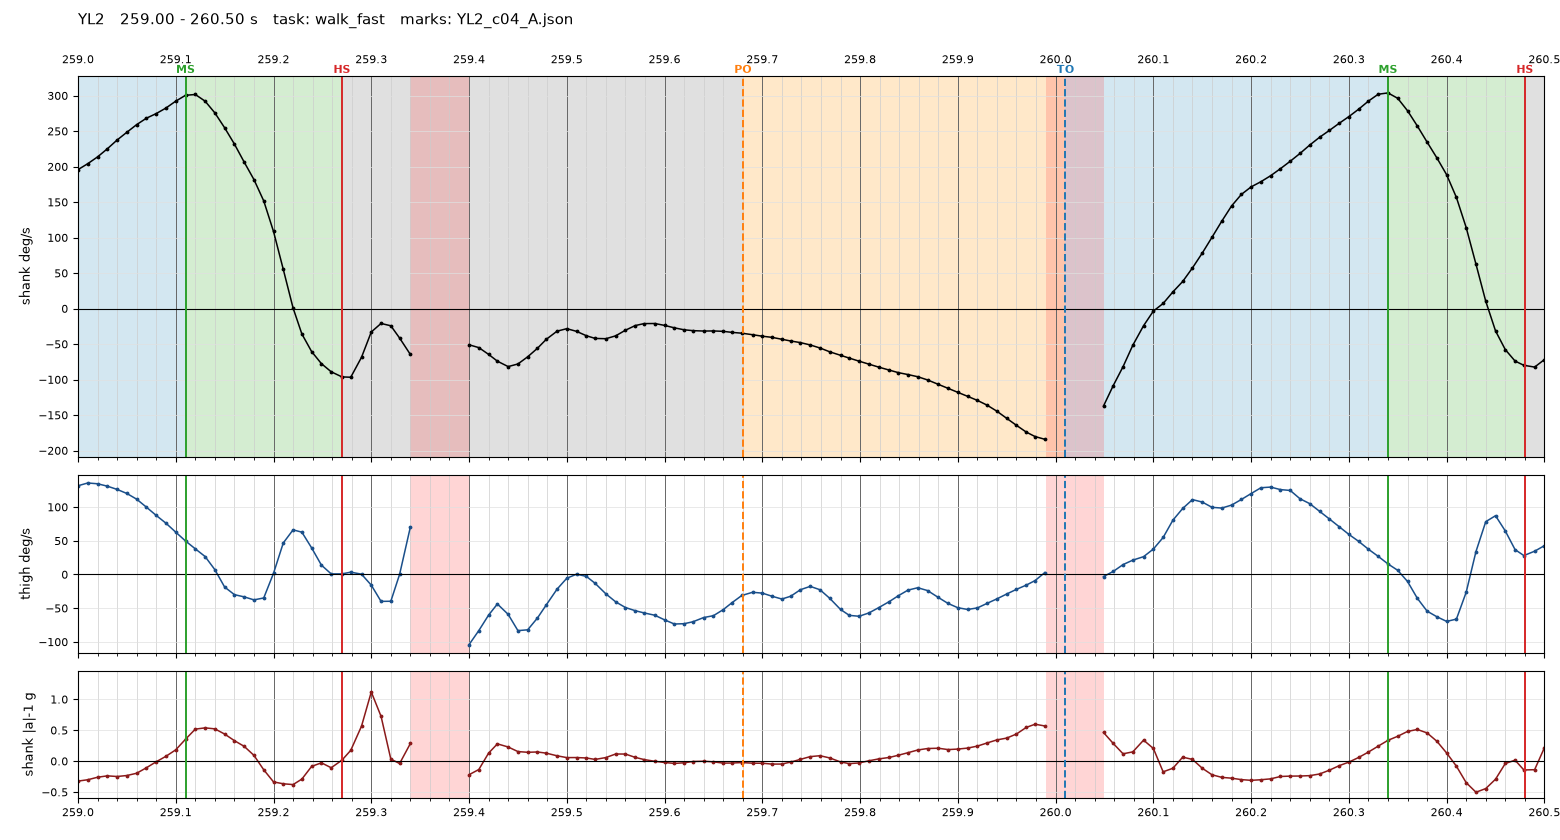 YL2   259.00 - 260.50 s   task: walk_fast   marks: YL2_c04_A.json
259.0 259.1 259.2 259.3 259.4 259.5 259.6 259.7 259.8 259.9 260.0 260.1 260.2 260.3 260.4 260.5
MS HS PO TO MS HS
shank deg/s
300
250
200
150
100
50
0
−50
−100
−150
−200
thigh deg/s
100
50
0
−50
−100
shank |a|-1 g
1.0
0.5
0.0
−0.5
259.0 259.1 259.2 259.3 259.4 259.5 259.6 259.7 259.8 259.9 260.0 260.1 260.2 260.3 260.4 260.5